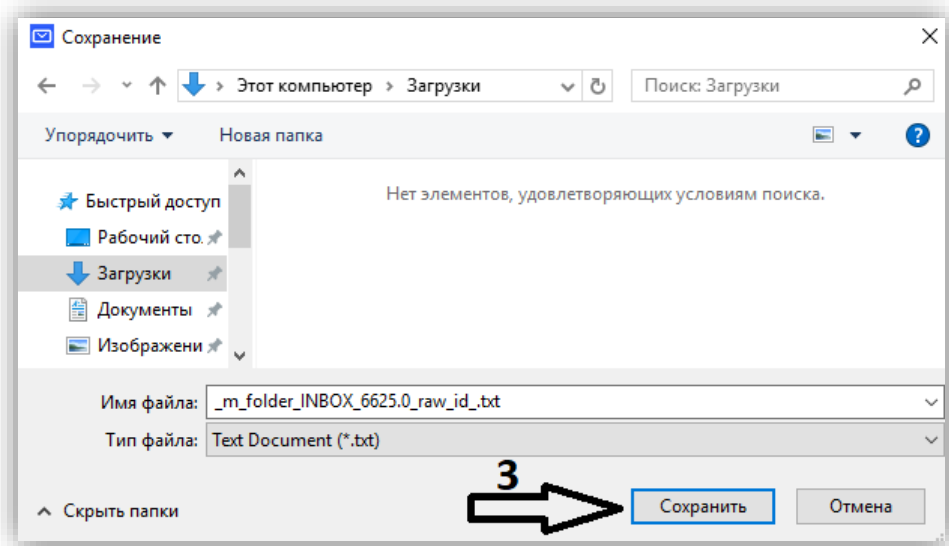 Сохранение
Этот компьютер › Загрузки
Поиск: Загрузки
Упорядочить
Новая папка
?
Быстрый доступ
Нет элементов, удовлетворяющих условиям поиска.
Рабочий сто.
Загрузки
Документы
Изображени
Имя файла: _m_folder_INBOX_6625.0_raw_id_.txt
Тип файла: Text Document (*.txt)
3
Скрыть папки
Сохранить
Отмена